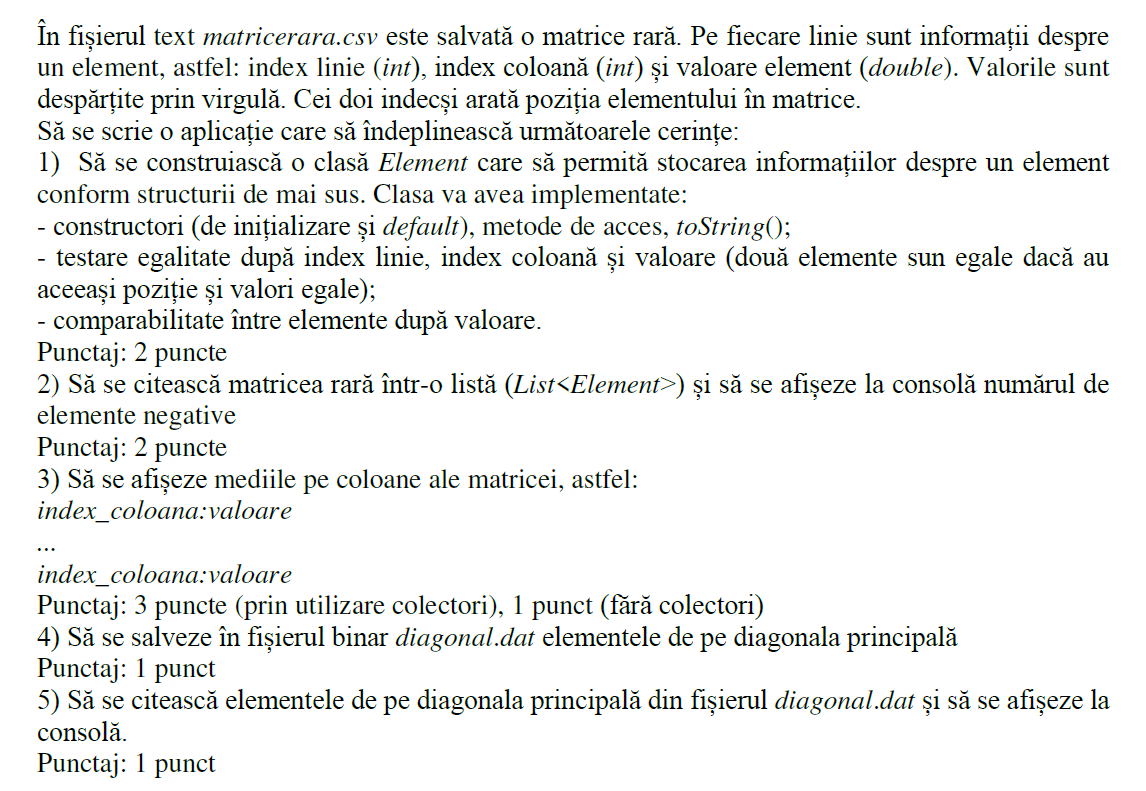 În fișierul text matricerara.csv este salvată o matrice rară. Pe fiecare linie sunt informații despre
un element, astfel: index linie (int), index coloană (int) și valoare element (double). Valorile sunt
despărțite prin virgulă. Cei doi indecși arată poziția elementului în matrice.
Să se scrie o aplicație care să îndeplinească următoarele cerințe:
1) Să se construiască o clasă Element care să permită stocarea informațiilor despre un element
conform structurii de mai sus. Clasa va avea implementate:
- constructori (de inițializare și default), metode de acces, toString();
- testare egalitate după index linie, index coloană și valoare (două elemente sun egale dacă au
aceeași poziție și valori egale);
- comparabilitate între elemente după valoare.
Punctaj: 2 puncte
2) Să se citească matricea rară într-o listă (List<Element>) și să se afișeze la consolă numărul de
elemente negative
Punctaj: 2 puncte
3) Să se afișeze mediile pe coloane ale matricei, astfel:
index_coloana:valoare
...
index_coloana:valoare
Punctaj: 3 puncte (prin utilizare colectori), 1 punct (fără colectori)
4) Să se salveze în fișierul binar diagonal.dat elementele de pe diagonala principală
Punctaj: 1 punct
5) Să se citească elementele de pe diagonala principală din fișierul diagonal.dat și să se afișeze la
consolă.
Punctaj: 1 punct